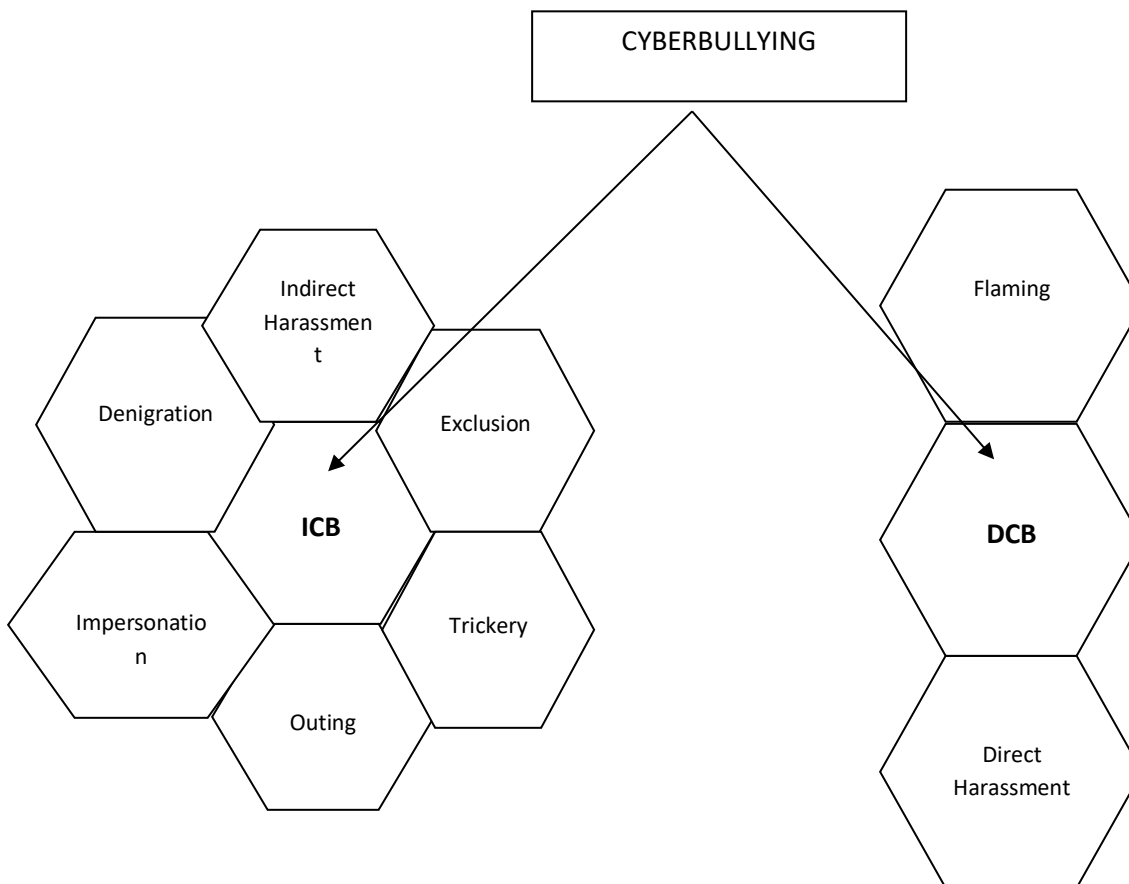 CYBERBULLYING
Indirect
Harassmen
t
Denigration
Exclusion
ICB
Impersonatio
n
Trickery
Outing
Flaming
DCB
Direct
Harassment